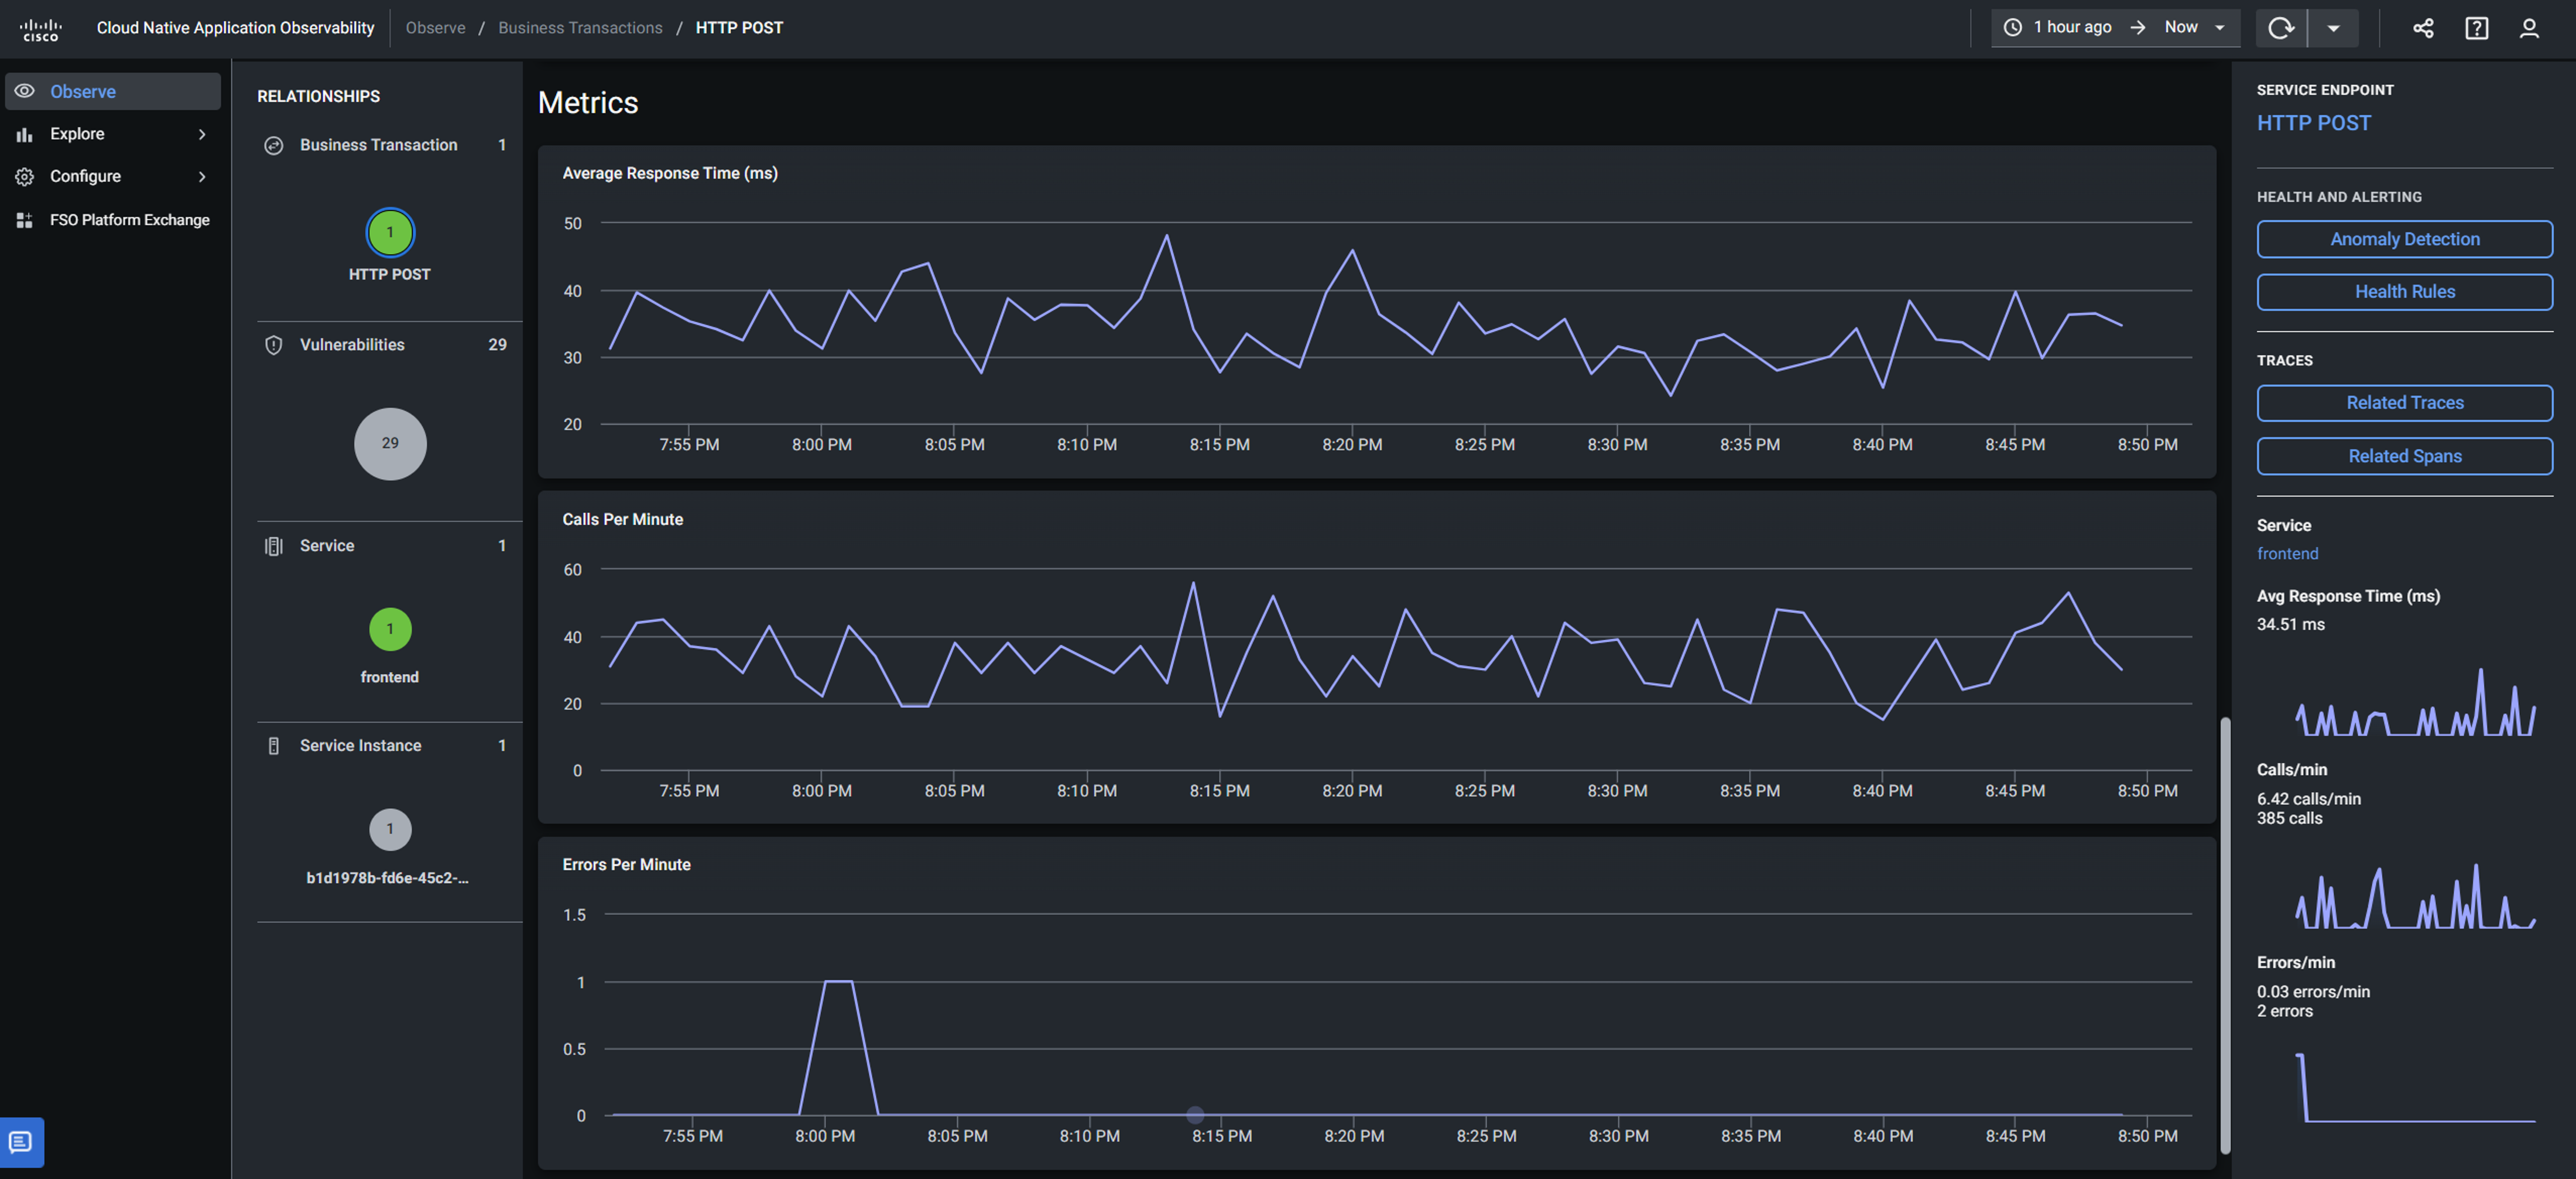 CISCO
Cloud Native Application Observability
Observe / Business Transactions / HTTP POST
1 hour ago → Now
Observe
Explore
Configure
FSO Platform Exchange
RELATIONSHIPS
Business Transaction 1
1
HTTP POST
Vulnerabilities 29
29
Service 1
1
frontend
Service Instance 1
1
b1d1978b-fd6e-45c2-...
Metrics
Average Response Time (ms)
50
40
30
20
7:55 PM 8:00 PM 8:05 PM 8:10 PM 8:15 PM 8:20 PM 8:25 PM 8:30 PM 8:35 PM 8:40 PM 8:45 PM 8:50 PM
Calls Per Minute
60
40
20
0
7:55 PM 8:00 PM 8:05 PM 8:10 PM 8:15 PM 8:20 PM 8:25 PM 8:30 PM 8:35 PM 8:40 PM 8:45 PM 8:50 PM
Errors Per Minute
1.5
1
0.5
0
7:55 PM 8:00 PM 8:05 PM 8:10 PM 8:15 PM 8:20 PM 8:25 PM 8:30 PM 8:35 PM 8:40 PM 8:45 PM 8:50 PM
SERVICE ENDPOINT
HTTP POST
HEALTH AND ALERTING
Anomaly Detection
Health Rules
TRACES
Related Traces
Related Spans
Service
frontend
Avg Response Time (ms)
34.51 ms
Calls/min
6.42 calls/min
385 calls
Errors/min
0.03 errors/min
2 errors